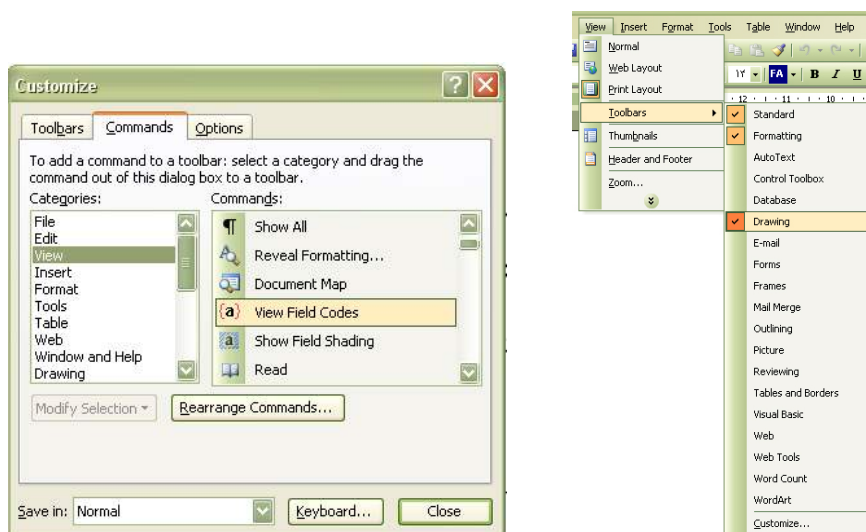 Customize
Toolbars Commands Options
To add a command to a toolbar: select a category and drag the
command out of this dialog box to a toolbar.
Categories: Commands:
File
Edit
View
Insert
Format
Tools
Table
Web
Window and Help
Drawing
¶ Show All
Reveal Formatting...
Document Map
{a} View Field Codes
a Show Field Shading
Read
Modify Selection Rearrange Commands...
Save in: Normal Keyboard... Close
View Insert Format Tools Table Window Help
Normal
Web Layout
Print Layout
Toolbars
Thumbnails
Header and Footer
Zoom...
۱۲ FA B I U
12 11 10
Standard
Formatting
AutoText
Control Toolbox
Database
Drawing
E-mail
Forms
Frames
Mail Merge
Outlining
Picture
Reviewing
Tables and Borders
Visual Basic
Web
Web Tools
Word Count
WordArt
Customize...